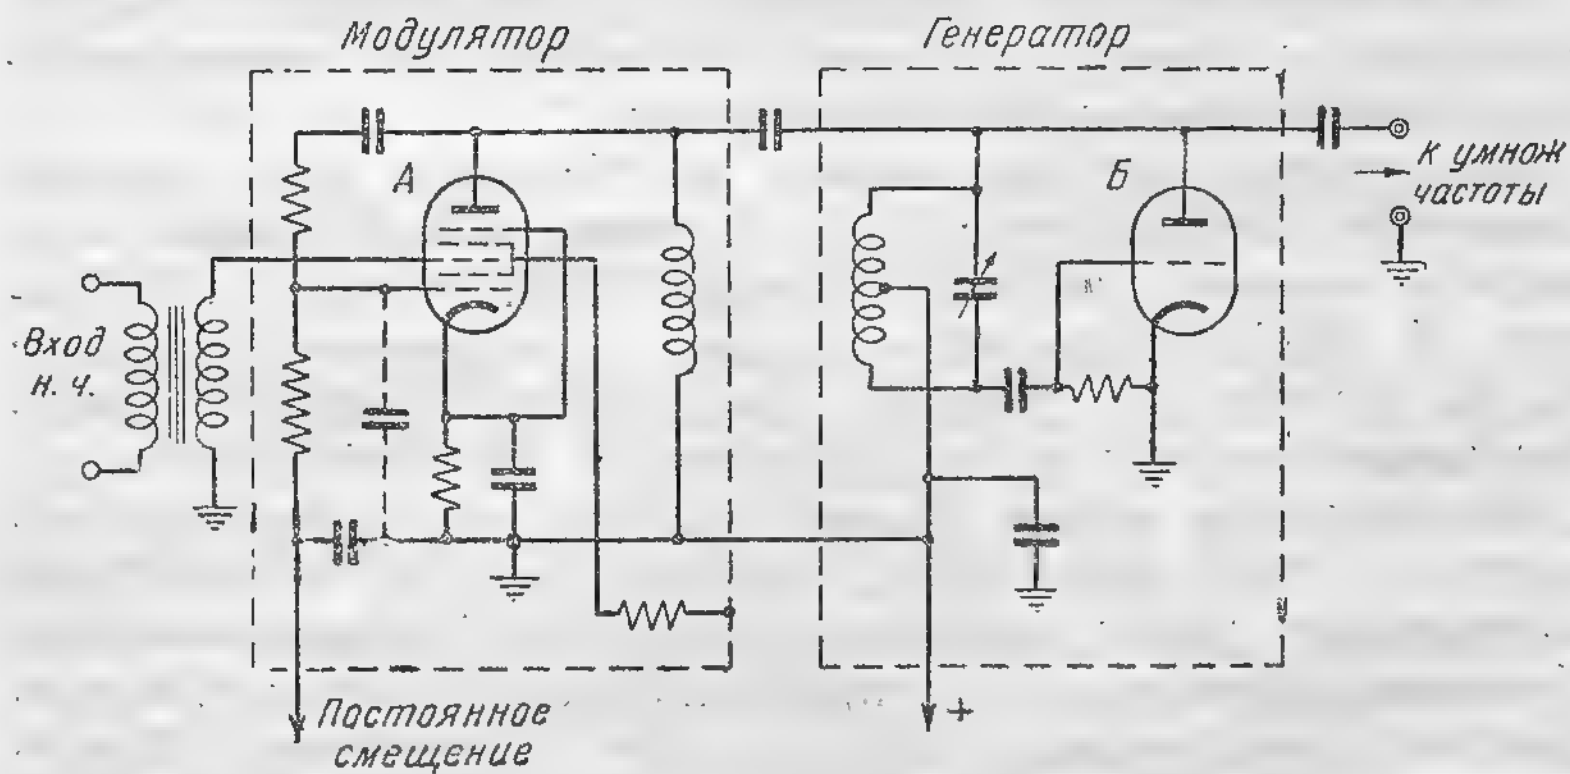 Модулятор
Генератор
А
Б
К умнож
частоты
Вход
н. ч.
+
Постоянное
смещение